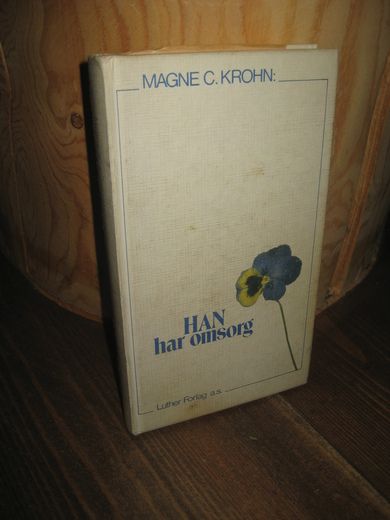 MAGNE C. KROHN:
HAN
har omsorg
Luther Forlag a.s.